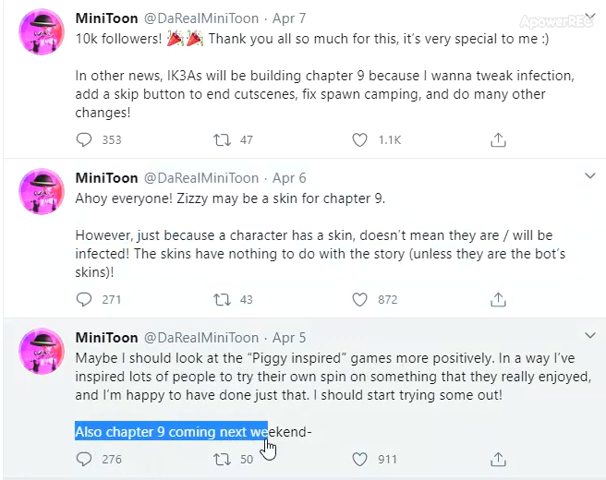 MiniToon @DaRealMiniToon · Apr 7
ApowerREC
10k followers! 🎉🎉 Thank you all so much for this, it's very special to me :)
In other news, IK3As will be building chapter 9 because I wanna tweak infection,
add a skip button to end cutscenes, fix spawn camping, and do many other
changes!
353 47 1.1K
MiniToon @DaRealMiniToon · Apr 6
Ahoy everyone! Zizzy may be a skin for chapter 9.
However, just because a character has a skin, doesn't mean they are / will be
infected! The skins have nothing to do with the story (unless they are the bot's
skins)!
271 43 872
MiniToon @DaRealMiniToon · Apr 5
Maybe I should look at the "Piggy inspired" games more positively. In a way I've
inspired lots of people to try their own spin on something that they really enjoyed,
and I'm happy to have done just that. I should start trying some out!
Also chapter 9 coming next weekend-
276 50 911